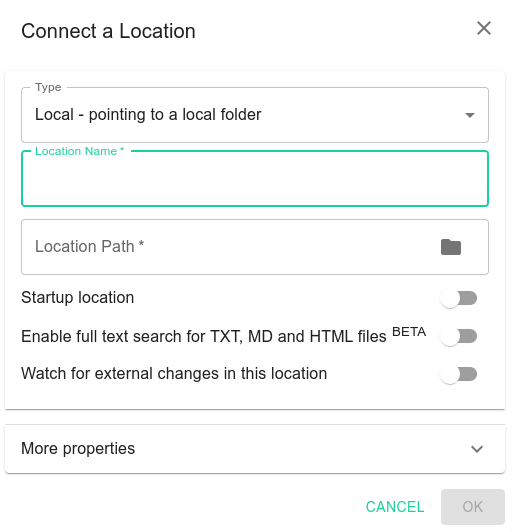 Connect a Location
Type
Local - pointing to a local folder
Location Name *
Location Path *
Startup location
Enable full text search for TXT, MD and HTML files BETA
Watch for external changes in this location
More properties
CANCEL OK